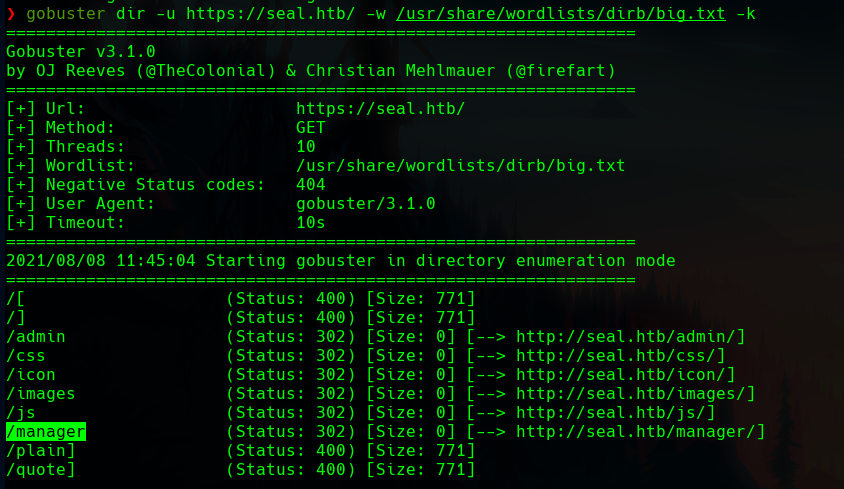 ❯ gobuster dir -u https://seal.htb/ -w /usr/share/wordlists/dirb/big.txt -k
===============================================================
Gobuster v3.1.0
by OJ Reeves (@TheColonial) & Christian Mehlmauer (@firefart)
===============================================================
[+] Url:                     https://seal.htb/
[+] Method:                  GET
[+] Threads:                 10
[+] Wordlist:                /usr/share/wordlists/dirb/big.txt
[+] Negative Status codes:   404
[+] User Agent:              gobuster/3.1.0
[+] Timeout:                 10s
===============================================================
2021/08/08 11:45:04 Starting gobuster in directory enumeration mode
===============================================================
/[                    (Status: 400) [Size: 771]
/]                    (Status: 400) [Size: 771]
/admin                (Status: 302) [Size: 0] [--> http://seal.htb/admin/]
/css                  (Status: 302) [Size: 0] [--> http://seal.htb/css/]
/icon                 (Status: 302) [Size: 0] [--> http://seal.htb/icon/]
/images               (Status: 302) [Size: 0] [--> http://seal.htb/images/]
/js                   (Status: 302) [Size: 0] [--> http://seal.htb/js/]
/manager              (Status: 302) [Size: 0] [--> http://seal.htb/manager/]
/plain]               (Status: 400) [Size: 771]
/quote]               (Status: 400) [Size: 771]